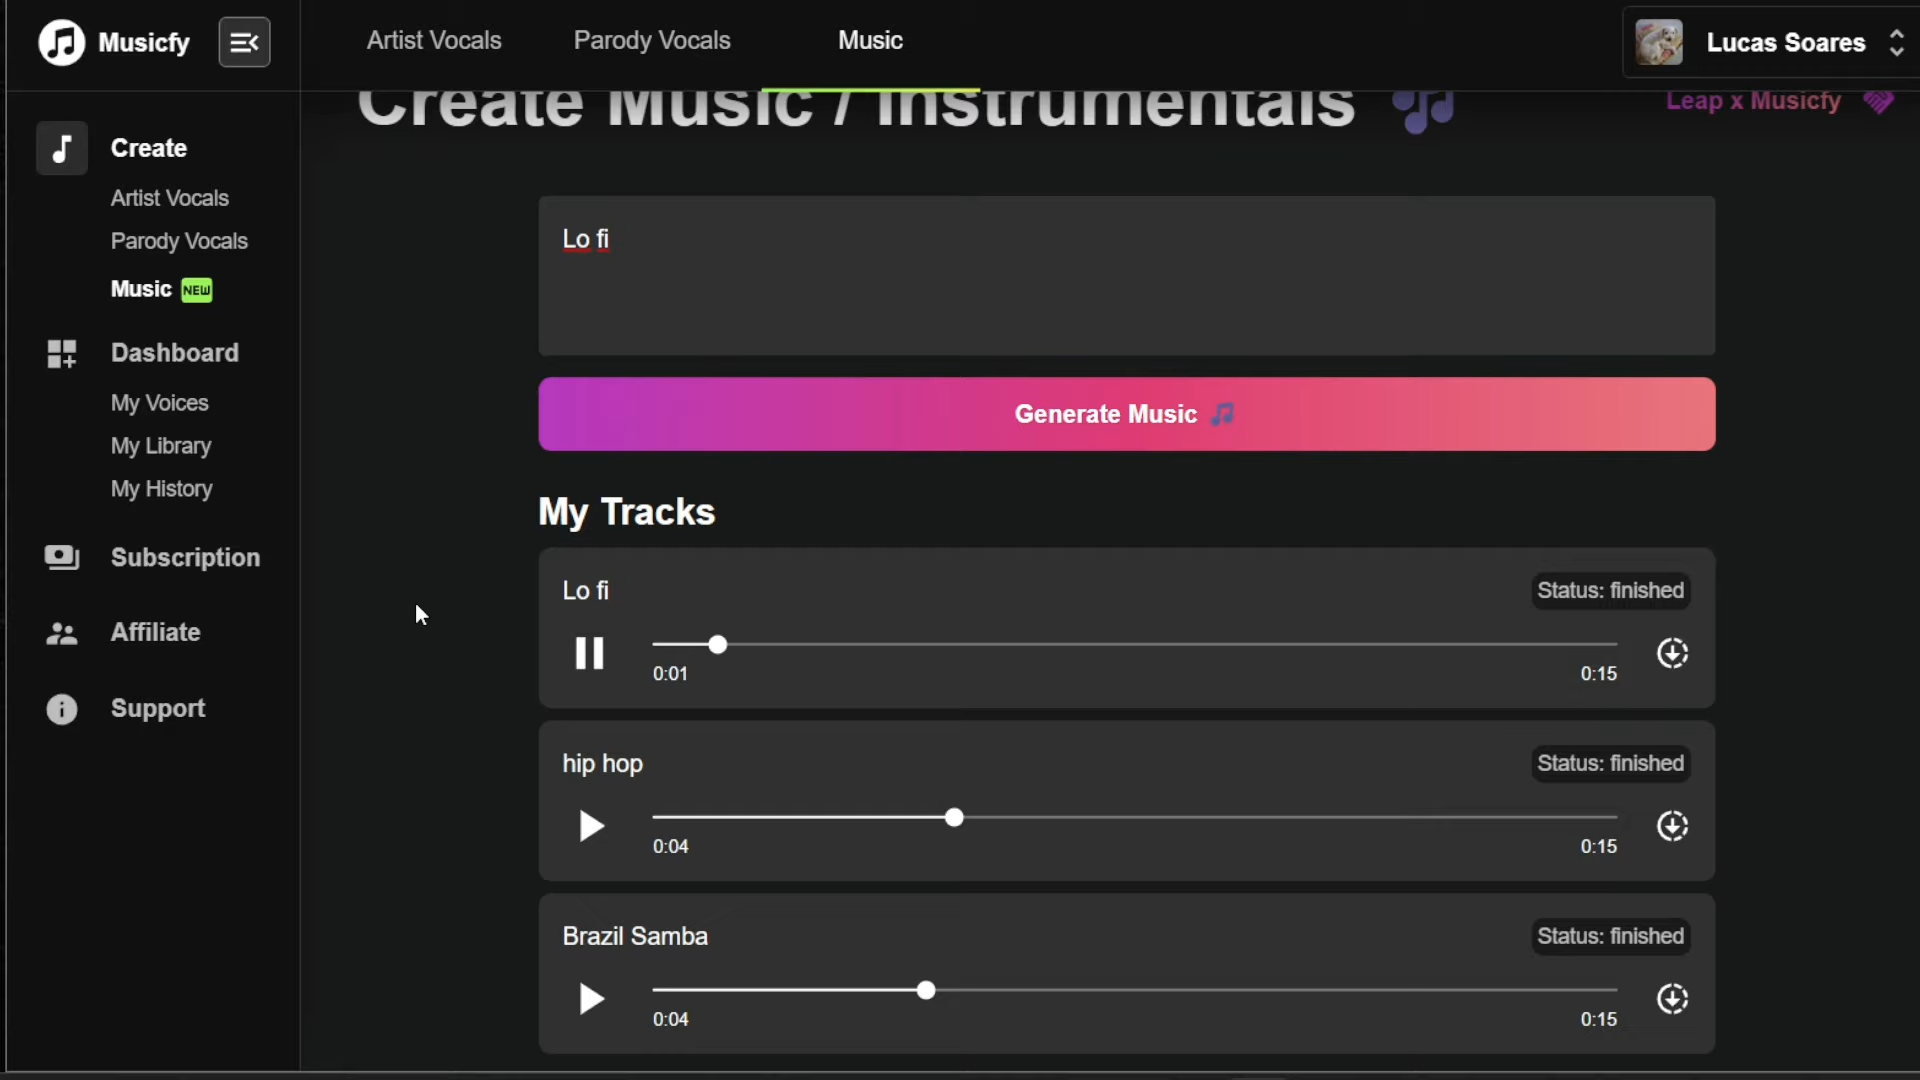 Musicfy
Artist Vocals
Parody Vocals
Music
Lucas Soares
Create Music / Instrumentals
Leap x Musicfy
Create
Artist Vocals
Parody Vocals
Music NEW
Dashboard
My Voices
My Library
My History
Subscription
Affiliate
Support
Lo fi
Generate Music
My Tracks
Lo fi
Status: finished
0:01
0:15
hip hop
Status: finished
0:04
0:15
Brazil Samba
Status: finished
0:04
0:15